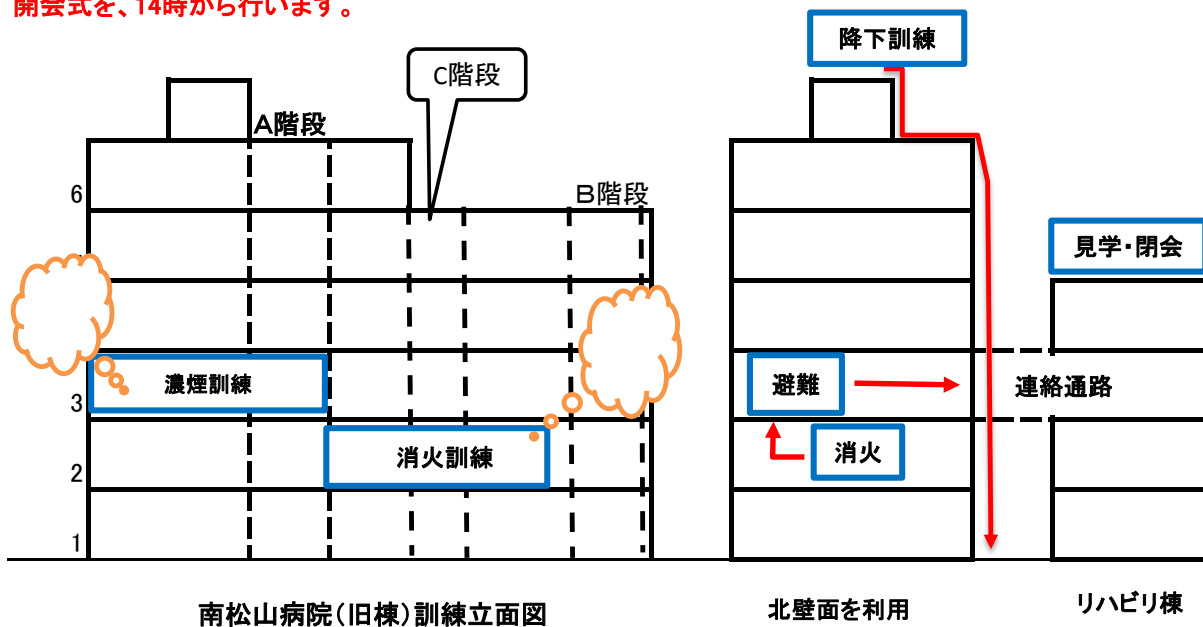 開会式を、14時から行います。
降下訓練
C階段
A階段
6
B階段
見学・閉会
濃煙訓練
避難
連絡通路
3
消火訓練
消火
2
1
南松山病院(旧棟)訓練立面図
北壁面を利用
リハビリ棟